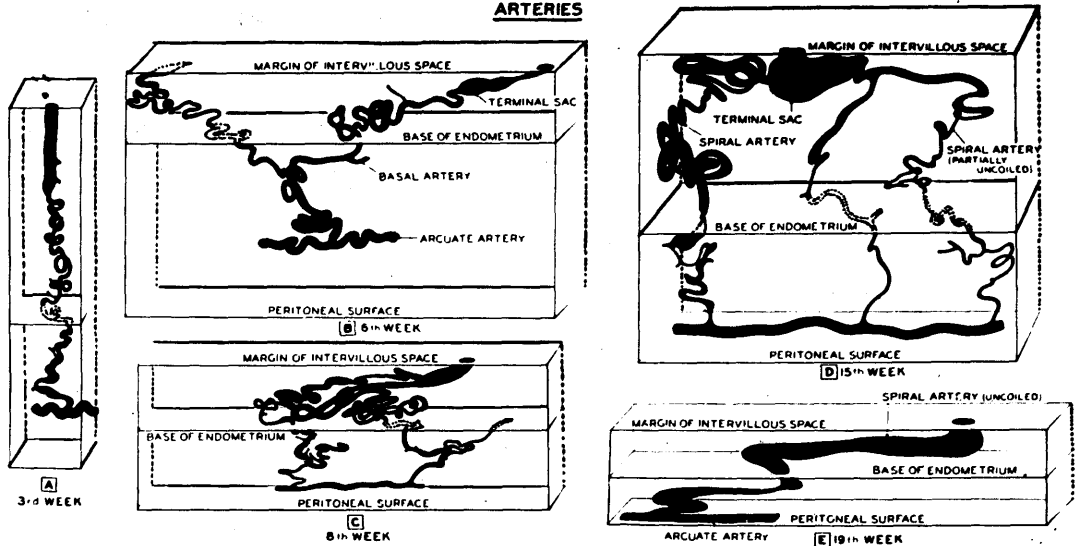 ARTERIES
MARGIN OF INTERVILLOUS SPACE
TERMINAL SAC
BASE OF ENDOMETRIUM
BASAL ARTERY
ARCUATE ARTERY
PERITONEAL SURFACE
B 6th WEEK
A
3rd WEEK
MARGIN OF INTERVILLOUS SPACE
BASE OF ENDOMETRIUM
PERITONEAL SURFACE
C
8th WEEK
MARGIN OF INTERVILLOUS SPACE
TERMINAL SAC
SPIRAL ARTERY
SPIRAL ARTERY
(PARTIALLY
UNCOILED)
BASE OF ENDOMETRIUM
PERITONEAL SURFACE
D 15th WEEK
SPIRAL ARTERY (UNCOILED)
MARGIN OF INTERVILLOUS SPACE
BASE OF ENDOMETRIUM
PERITONEAL SURFACE
ARCUATE ARTERY
E 19th WEEK